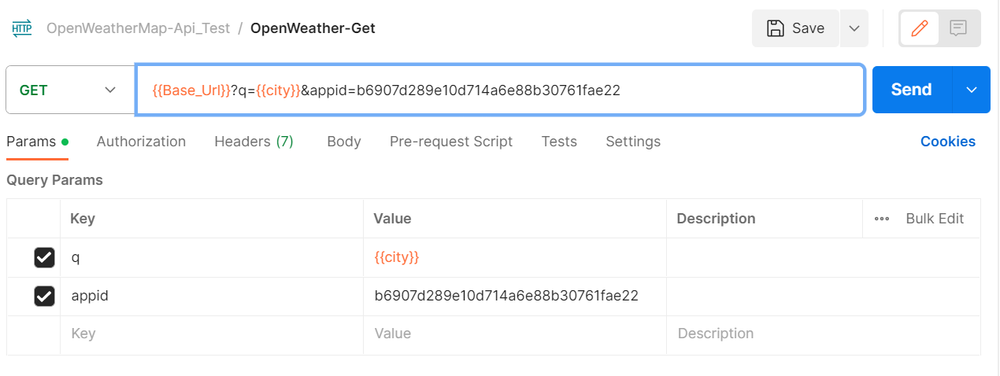 HTTP OpenWeatherMap-Api_Test / OpenWeather-Get Save
GET {{Base_Url}}?q={{city}}&appid=b6907d289e10d714a6e88b30761fae22 Send
Params Authorization Headers (7) Body Pre-request Script Tests Settings Cookies
Query Params
Key Value Description ••• Bulk Edit
q {{city}}
appid b6907d289e10d714a6e88b30761fae22
Key Value Description